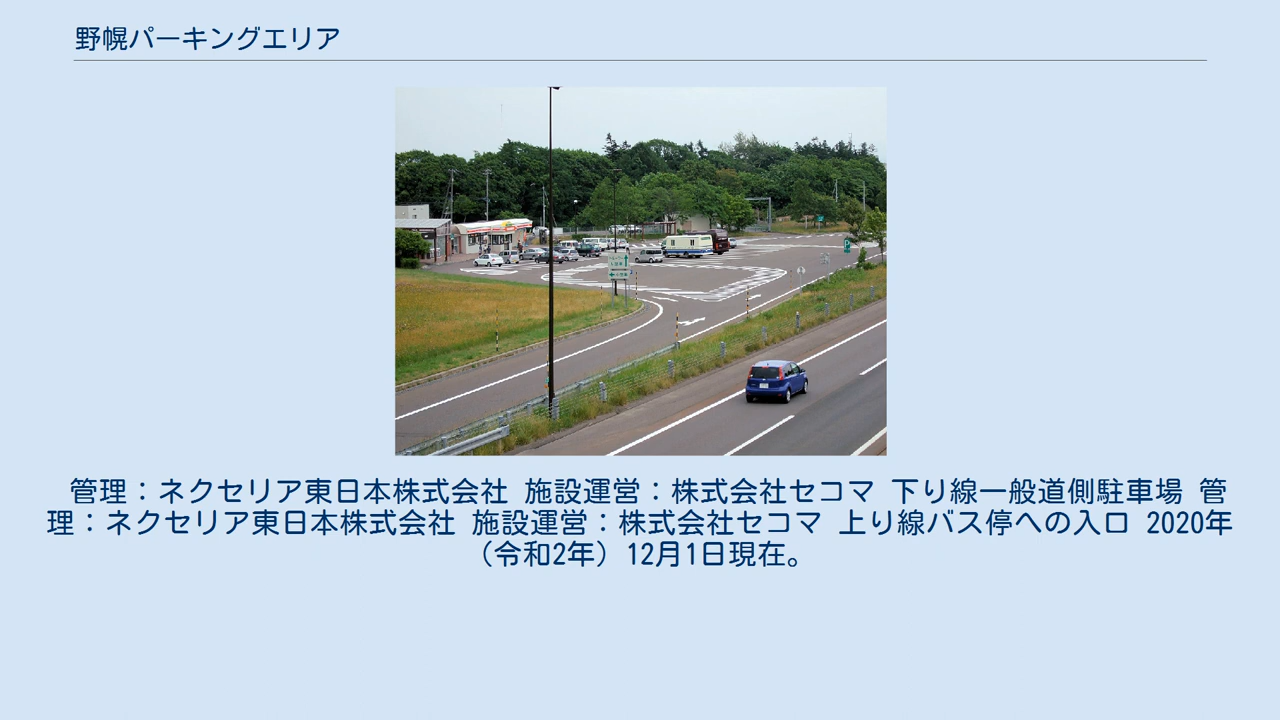 野幌パーキングエリア
管理：ネクセリア東日本株式会社 施設運営：株式会社セコマ 下り線一般道側駐車場 管
理：ネクセリア東日本株式会社 施設運営：株式会社セコマ 上り線バス停への入口 2020年
（令和2年）12月1日現在。